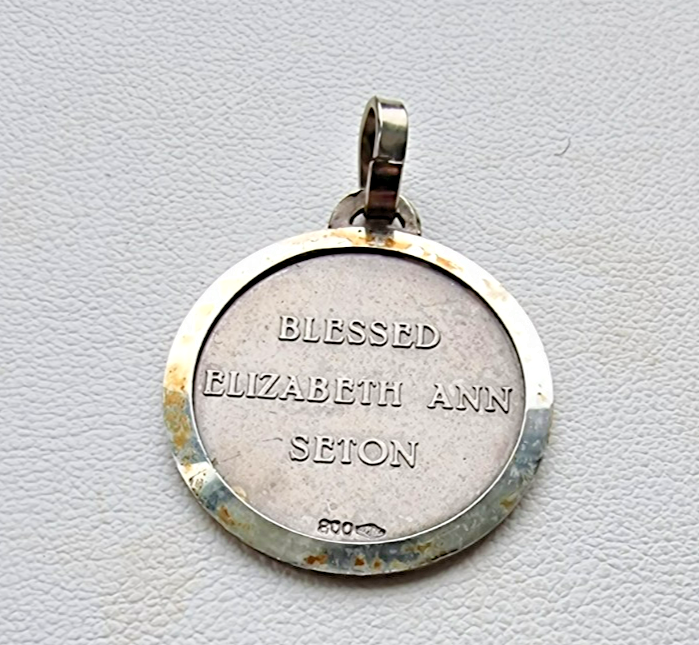 BLESSED
ELIZABETH ANN
SETON
800